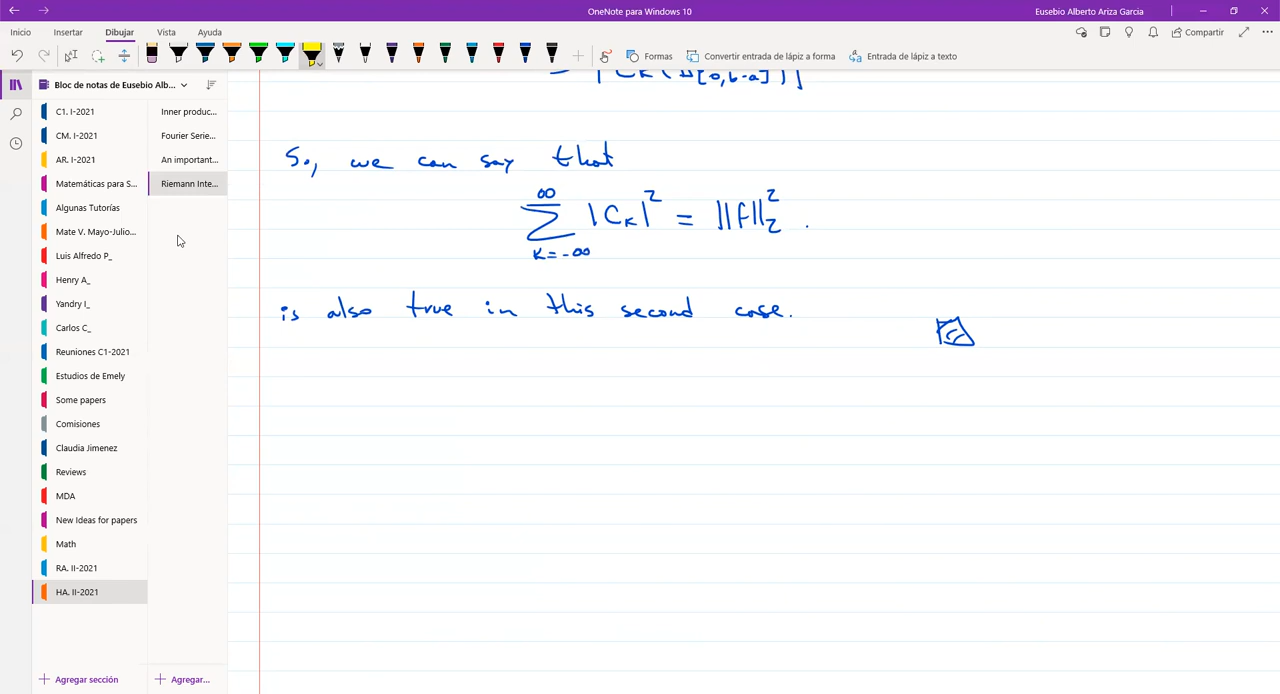 OneNote para Windows 10
Eusebio Alberto Ariza Garcia
Inicio
Insertar
Dibujar
Vista
Ayuda
Compartir
Formas
Convertir entrada de lápiz a forma
Entrada de lápiz a texto
Bloc de notas de Eusebio Alb...
C1. I-2021
CM. I-2021
AR. I-2021
Matemáticas para S...
Algunas Tutorías
Mate V. Mayo-Julio...
Luis Alfredo P_
Henry A_
Yandry I_
Carlos C_
Reuniones C1-2021
Estudios de Emely
Some papers
Comisiones
Claudia Jimenez
Reviews
MDA
New Ideas for papers
Math
RA. II-2021
HA. II-2021
Agregar sección
Inner produc...
Fourier Serie...
An important...
Riemann Inte...
Agregar...
So, we can say that
∑_{k=-∞}^{∞} |C_k|^2 = ||f||_2^2 .
is also true in this second case.